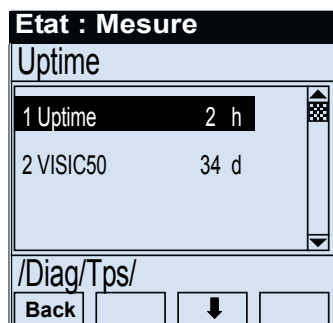 Etat : Mesure
Uptime
1 Uptime 2 h
2 VISIC50 34 d
/Diag/Tps/
Back